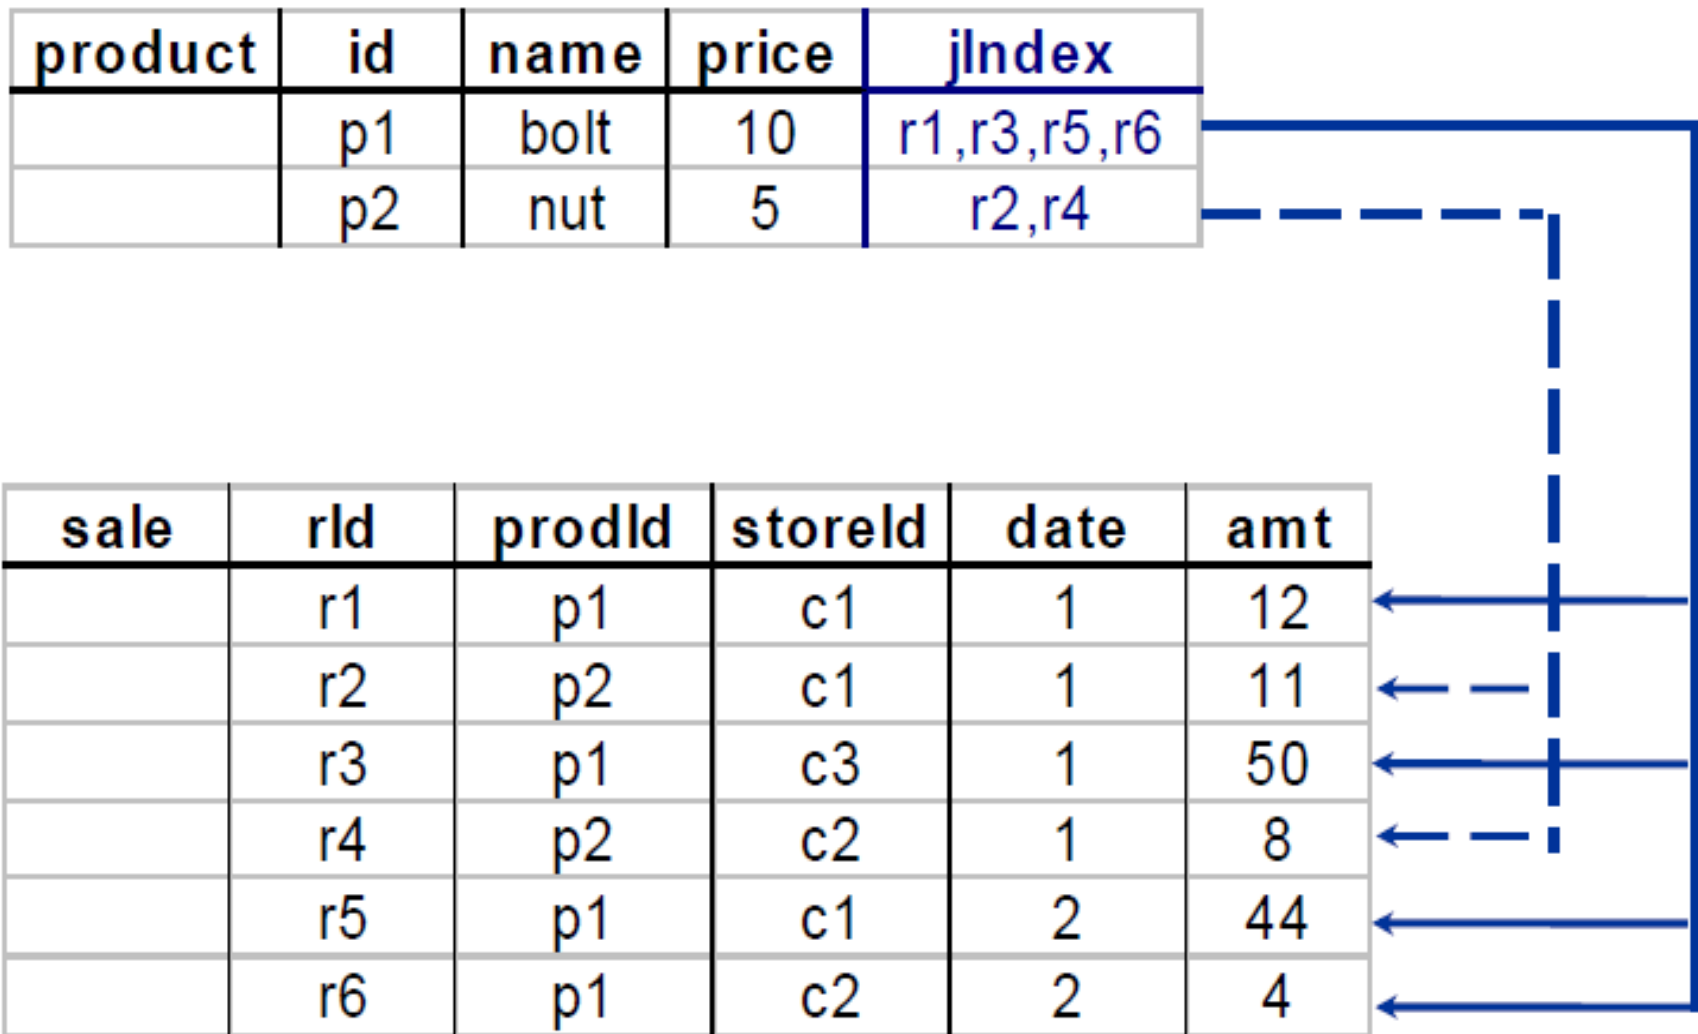 product id name price jIndex
p1 bolt 10 r1,r3,r5,r6
p2 nut 5 r2,r4
sale rId prodId storeId date amt
r1 p1 c1 1 12
r2 p2 c1 1 11
r3 p1 c3 1 50
r4 p2 c2 1 8
r5 p1 c1 2 44
r6 p1 c2 2 4